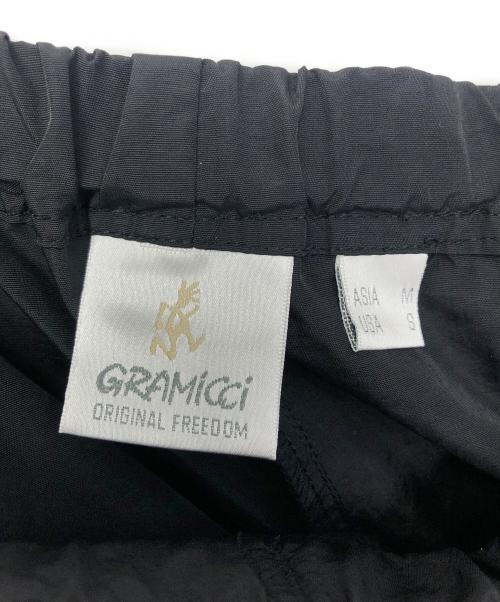 GRAMiCCi
ORIGINAL FREEDOM
ASIA M
USA S